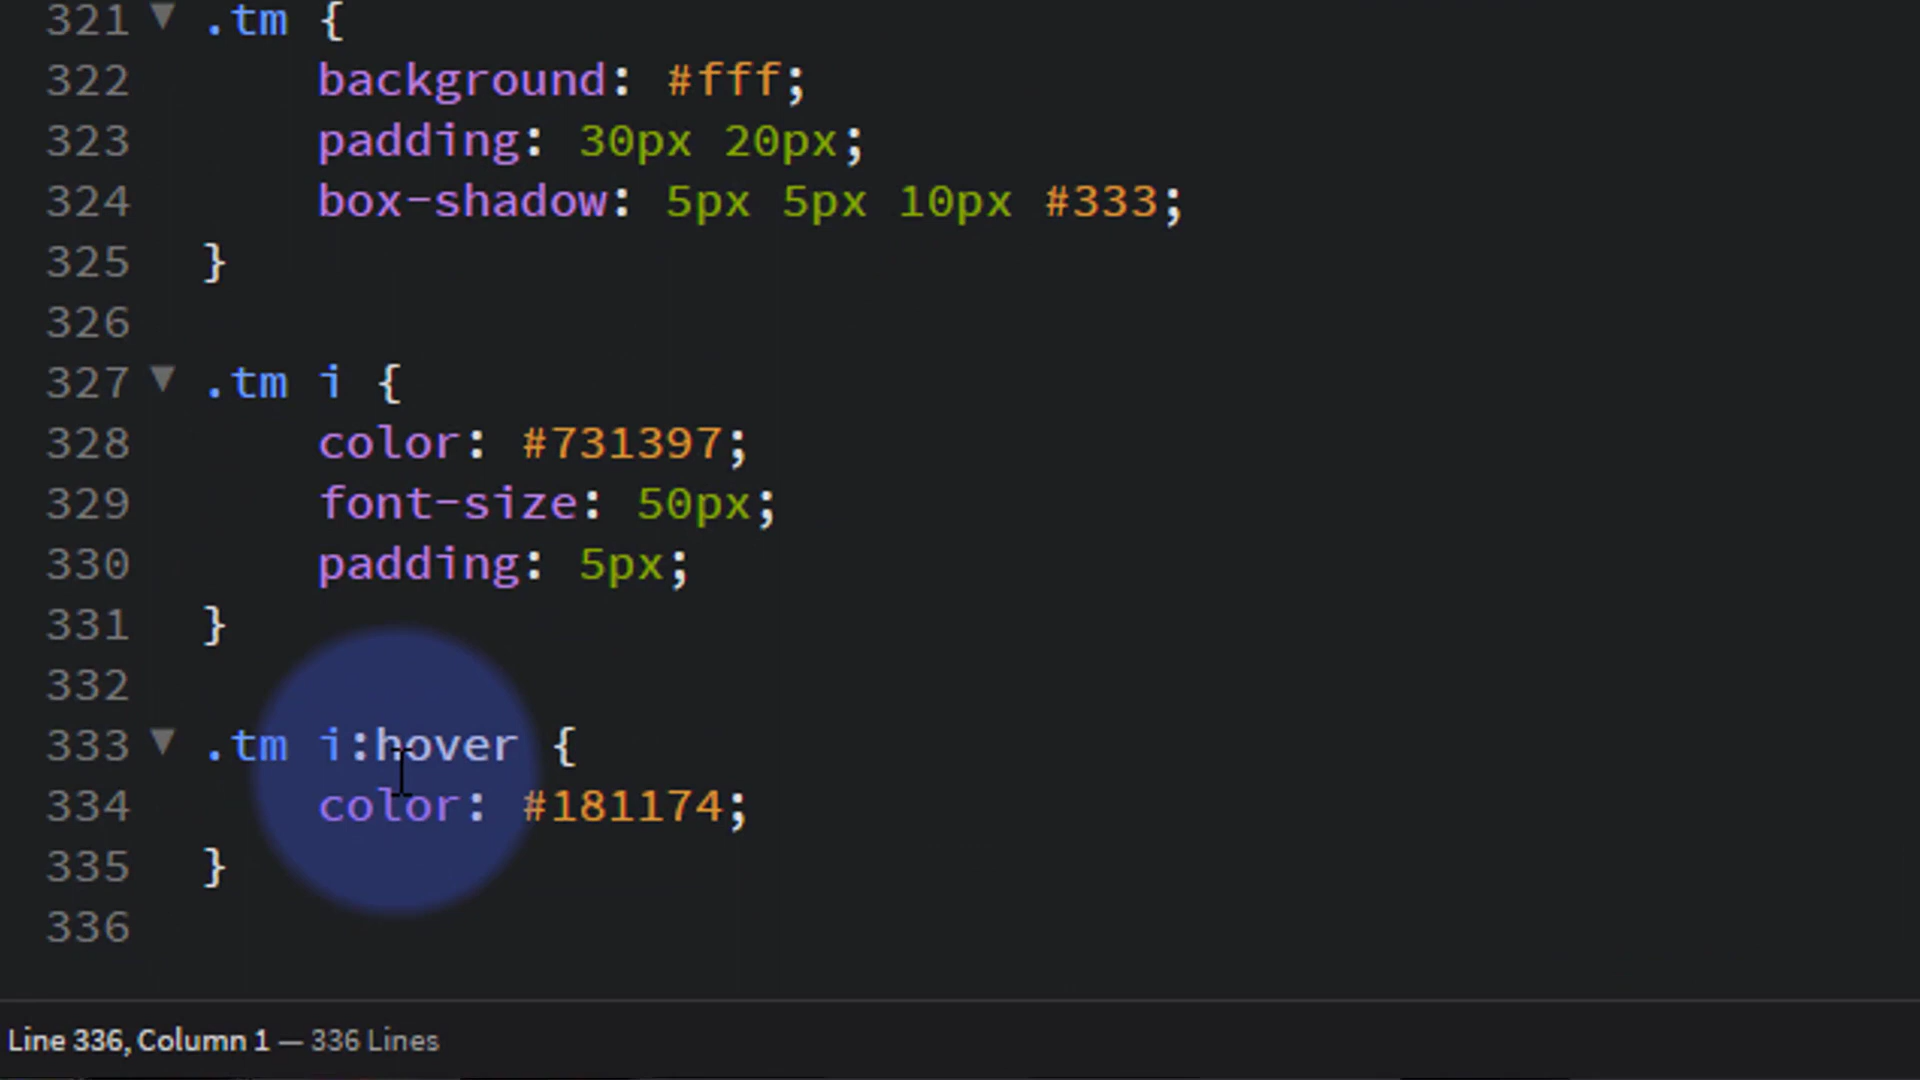 321 ▼ .tm {
322 background: #fff;
323 padding: 30px 20px;
324 box-shadow: 5px 5px 10px #333;
325 }
326
327 ▼ .tm i {
328 color: #731397;
329 font-size: 50px;
330 padding: 5px;
331 }
332
333 ▼ .tm i:hover {
334 color: #181174;
335 }
336
Line 336, Column 1 — 336 Lines